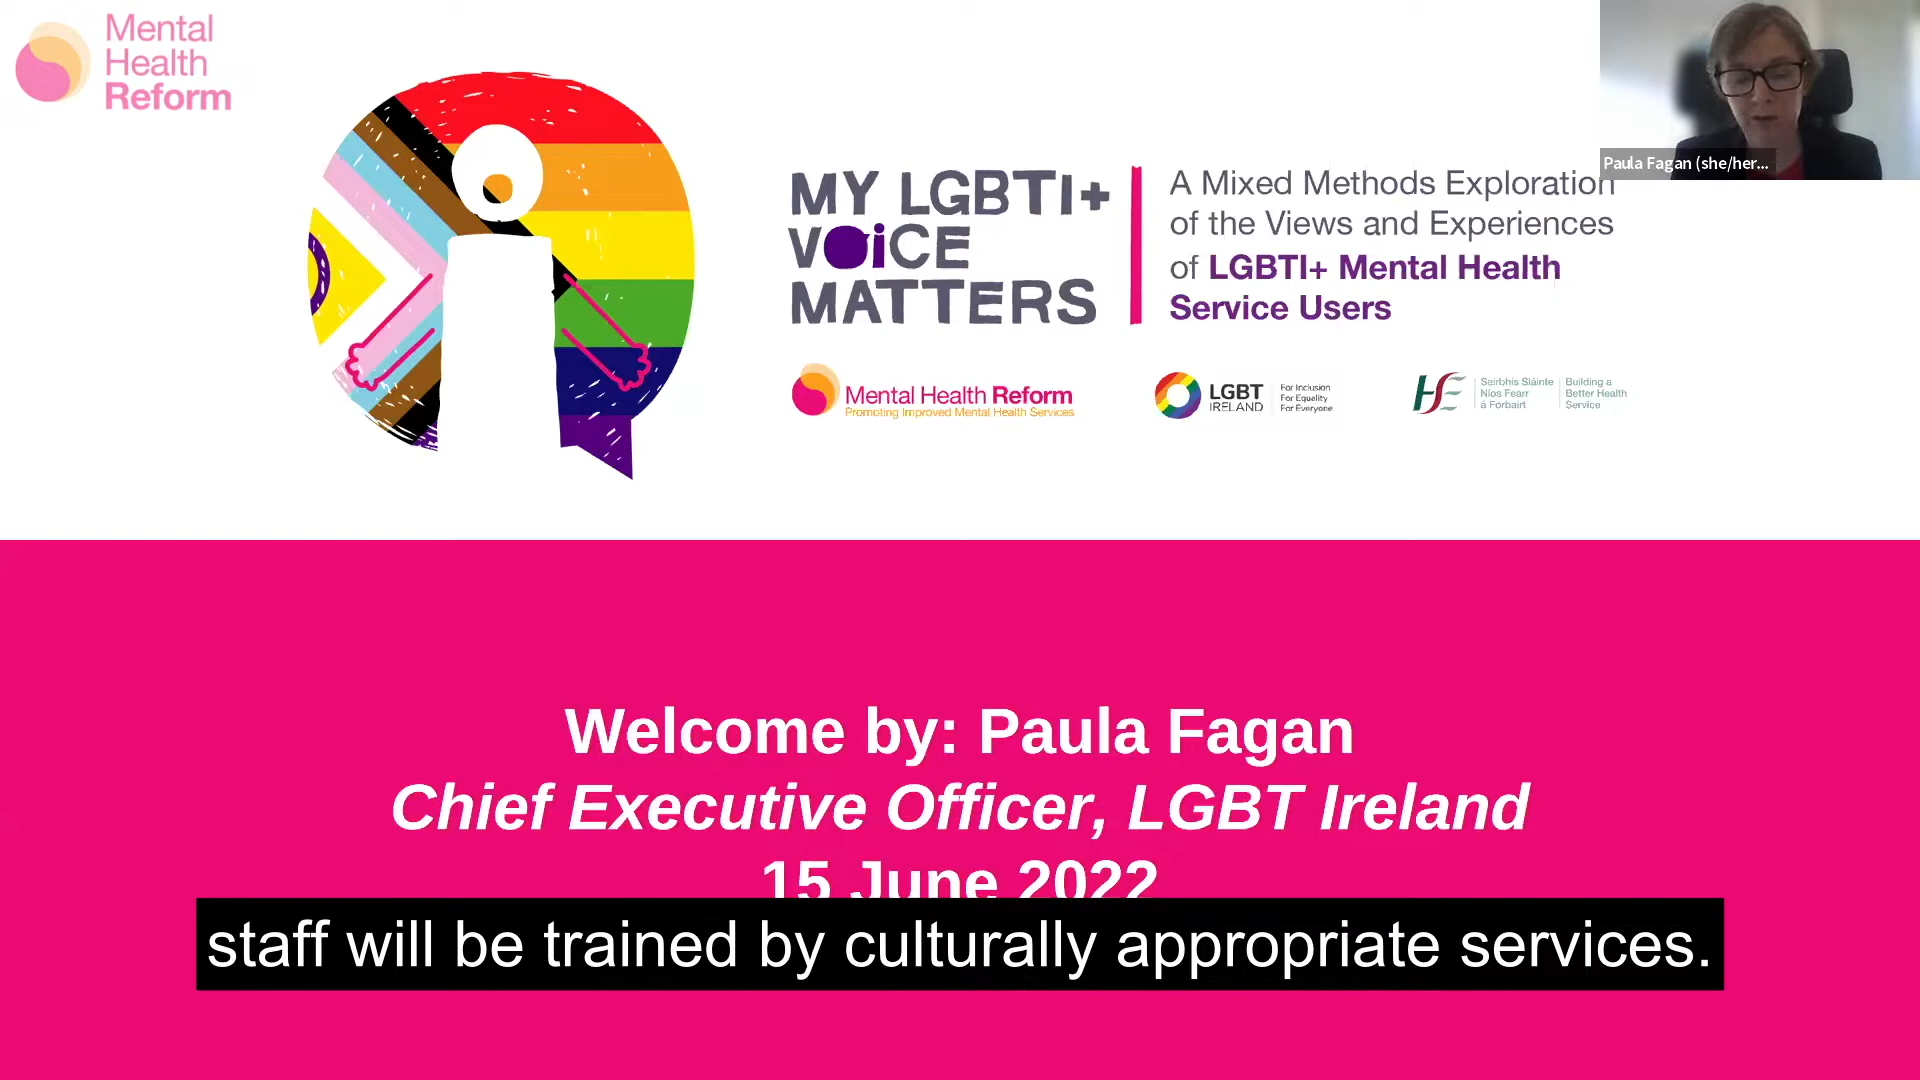 Mental
Health
Reform
Paula Fagan (she/her...
MY LGBTI+
VOiCE
MATTERS
A Mixed Methods Exploration
of the Views and Experiences
of LGBTI+ Mental Health
Service Users
Mental Health Reform
Promoting Improved Mental Health Services
LGBT
IRELAND
For Inclusion
For Equality
For Everyone
Seirbhís Sláinte
Níos Fearr
á Forbairt
Building a
Better Health
Service
Welcome by: Paula Fagan
Chief Executive Officer, LGBT Ireland
15 June 2022
staff will be trained by culturally appropriate services.